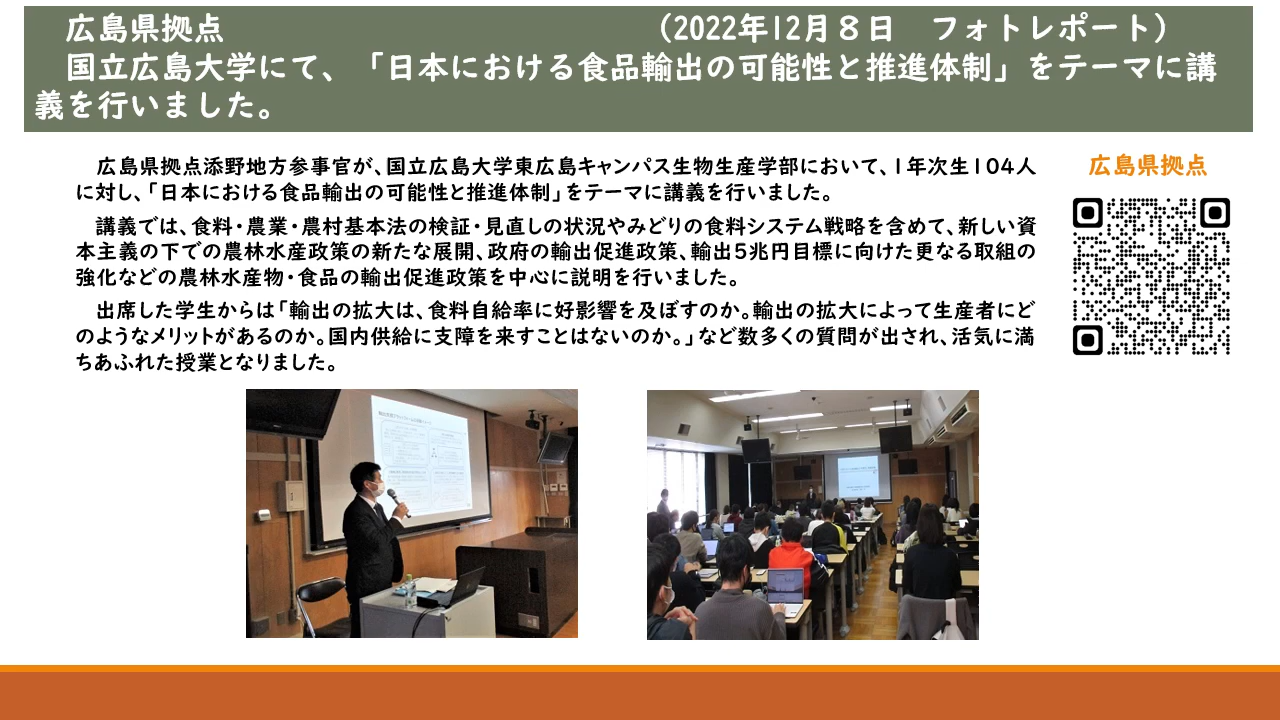 広島県拠点 （2022年12月８日　フォトレポート）
国立広島大学にて、「日本における食品輸出の可能性と推進体制」をテーマに講
義を行いました。
広島県拠点添野地方参事官が、国立広島大学東広島キャンパス生物生産学部において、１年次生１０４人
に対し、「日本における食品輸出の可能性と推進体制」をテーマに講義を行いました。
講義では、食料・農業・農村基本法の検証・見直しの状況やみどりの食料システム戦略を含めて、新しい資
本主義の下での農林水産政策の新たな展開、政府の輸出促進政策、輸出５兆円目標に向けた更なる取組の
強化などの農林水産物・食品の輸出促進政策を中心に説明を行いました。
出席した学生からは「輸出の拡大は、食料自給率に好影響を及ぼすのか。輸出の拡大によって生産者にど
のようなメリットがあるのか。国内供給に支障を来すことはないのか。」など数多くの質問が出され、活気に満
ちあふれた授業となりました。
広島県拠点